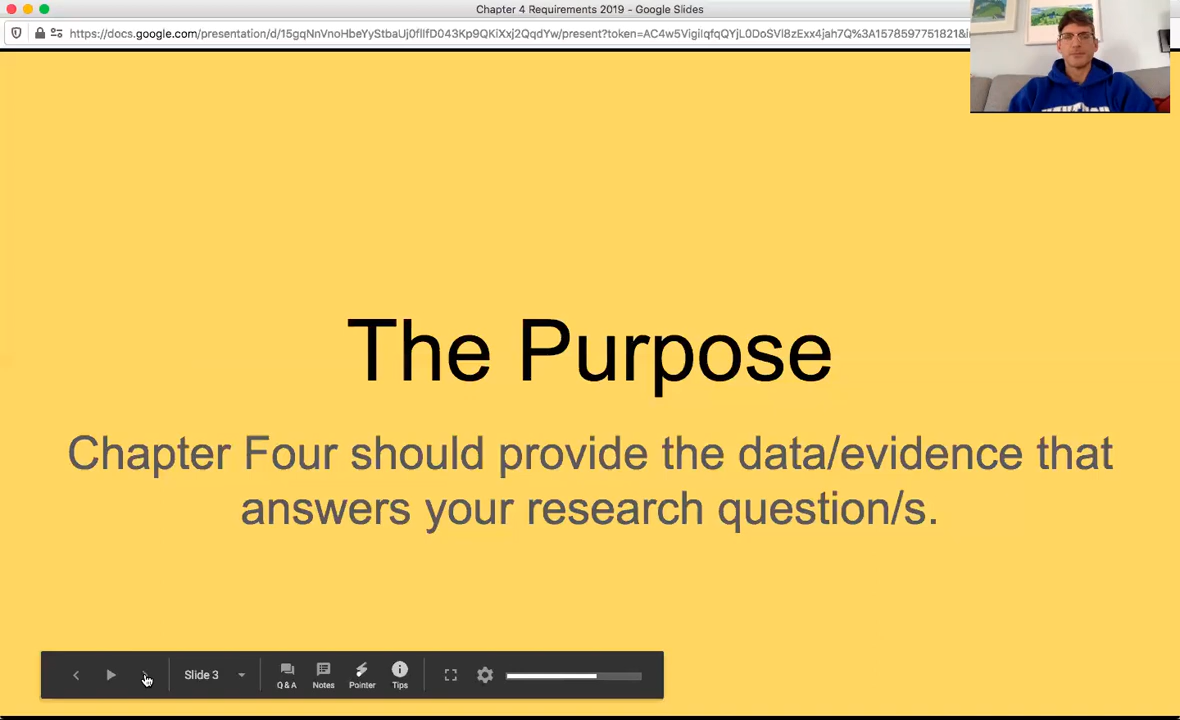 Chapter 4 Requirements 2019 - Google Slides
The Purpose
Chapter Four should provide the data/evidence that
answers your research question/s.
Slide 3
Q&A Notes Pointer Tips